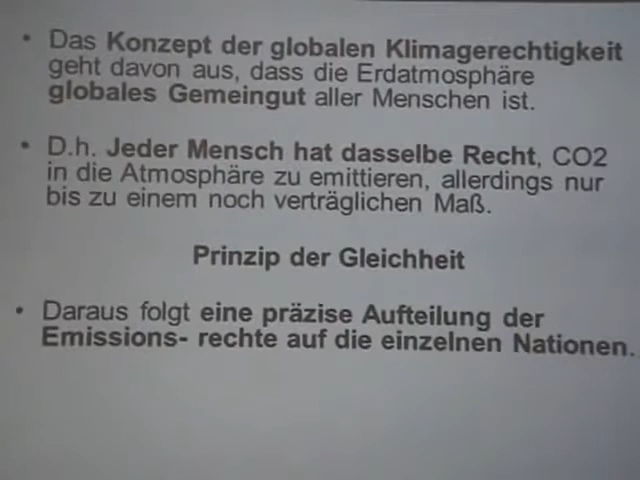 • Das Konzept der globalen Klimagerechtigkeit
geht davon aus, dass die Erdatmosphäre
globales Gemeingut aller Menschen ist.
• D.h. Jeder Mensch hat dasselbe Recht, CO2
in die Atmosphäre zu emittieren, allerdings nur
bis zu einem noch verträglichen Maß.
Prinzip der Gleichheit
• Daraus folgt eine präzise Aufteilung der
Emissions- rechte auf die einzelnen Nationen.